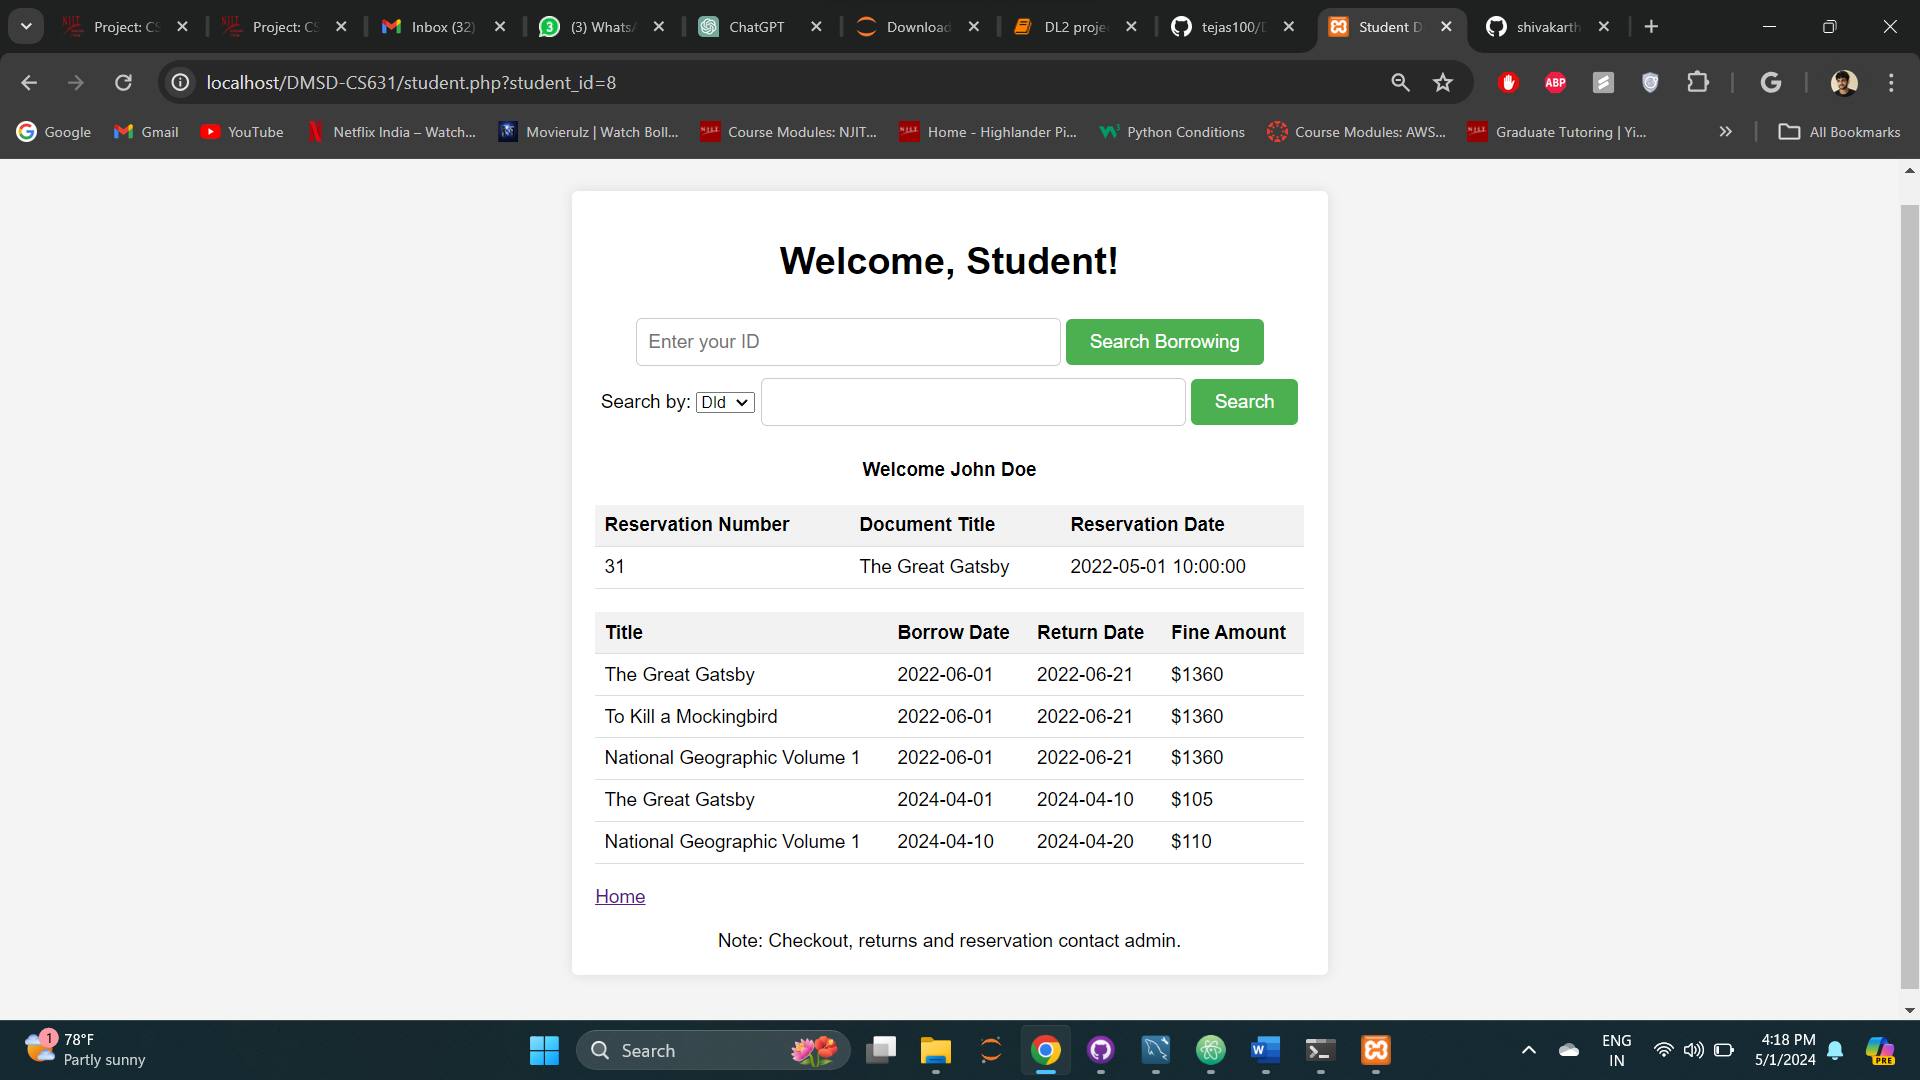 Project: CS
Project: CS
Inbox (32)
(3) Whats
ChatGPT
Download
DL2 proje
tejas100/
Student D
shivakarth
localhost/DMSD-CS631/student.php?student_id=8
ABP
Google
Gmail
YouTube
Netflix India – Watch...
Movierulz | Watch Boll...
Course Modules: NJIT...
Home - Highlander Pi...
Python Conditions
Course Modules: AWS...
Graduate Tutoring | Yi...
All Bookmarks
Welcome, Student!
Enter your ID
Search Borrowing
Search by: DId
Search
Welcome John Doe
Reservation Number Document Title Reservation Date
31 The Great Gatsby 2022-05-01 10:00:00
Title Borrow Date Return Date Fine Amount
The Great Gatsby 2022-06-01 2022-06-21 $1360
To Kill a Mockingbird 2022-06-01 2022-06-21 $1360
National Geographic Volume 1 2022-06-01 2022-06-21 $1360
The Great Gatsby 2024-04-01 2024-04-10 $105
National Geographic Volume 1 2024-04-10 2024-04-20 $110
Home
Note: Checkout, returns and reservation contact admin.
1
78°F
Partly sunny
Search
ENG
IN
4:18 PM
5/1/2024
PRE